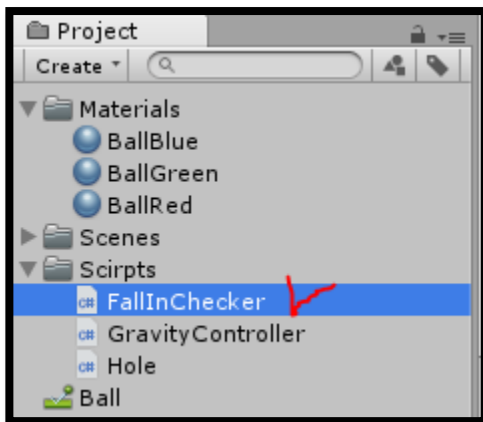 Project
Create
Materials
BallBlue
BallGreen
BallRed
Scenes
Scirpts
C# FallInChecker
C# GravityController
C# Hole
Ball